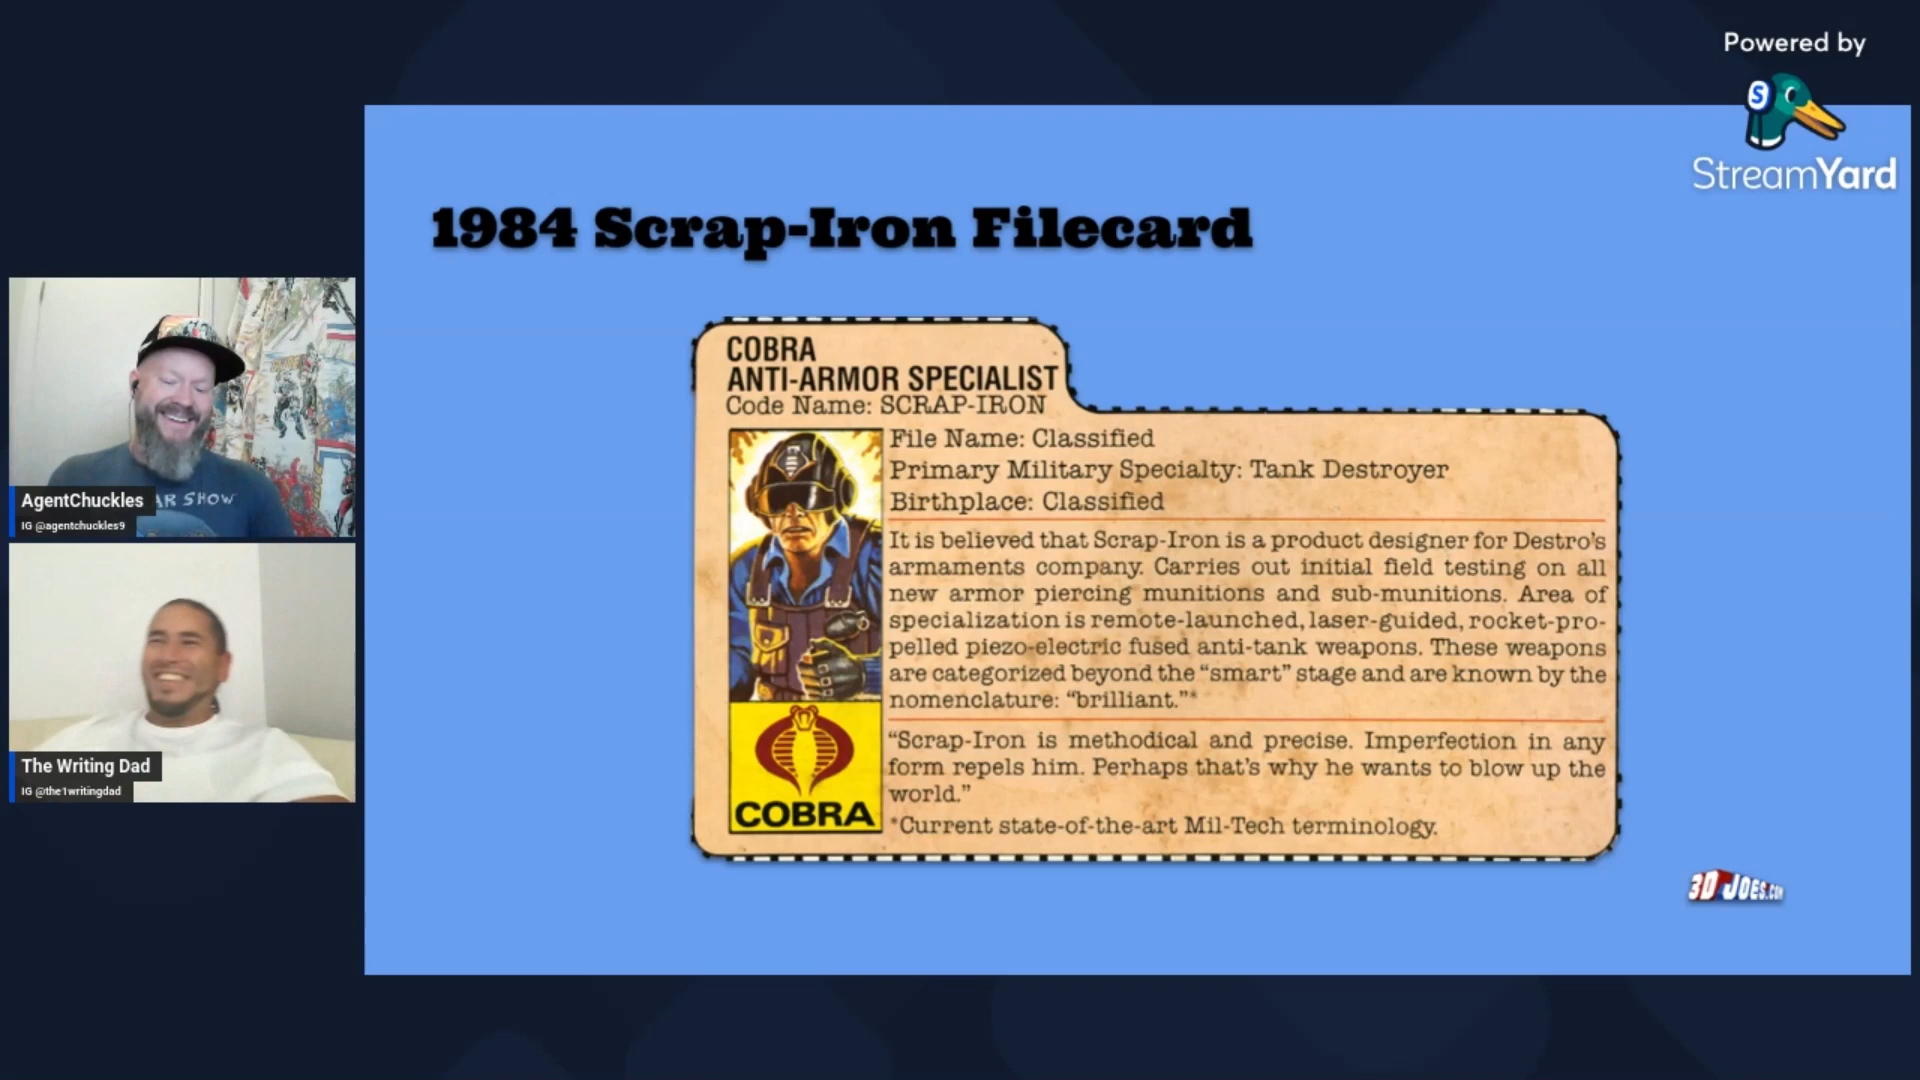 Powered by
S
StreamYard
1984 Scrap-Iron Filecard
COBRA
ANTI-ARMOR SPECIALIST
Code Name: SCRAP-IRON
File Name: Classified
Primary Military Specialty: Tank Destroyer
Birthplace: Classified
It is believed that Scrap-Iron is a product designer for Destro's
armaments company. Carries out initial field testing on all
new armor piercing munitions and sub-munitions. Area of
specialization is remote-launched, laser-guided, rocket-pro-
pelled piezo-electric fused anti-tank weapons. These weapons
are categorized beyond the "smart" stage and are known by the
nomenclature: "brilliant."*
"Scrap-Iron is methodical and precise. Imperfection in any
form repels him. Perhaps that's why he wants to blow up the
world."
*Current state-of-the-art Mil-Tech terminology.
COBRA
AR SHOW
AgentChuckles
IG @agentchuckles9
The Writing Dad
IG @the1writingdad
3DJOES.COM